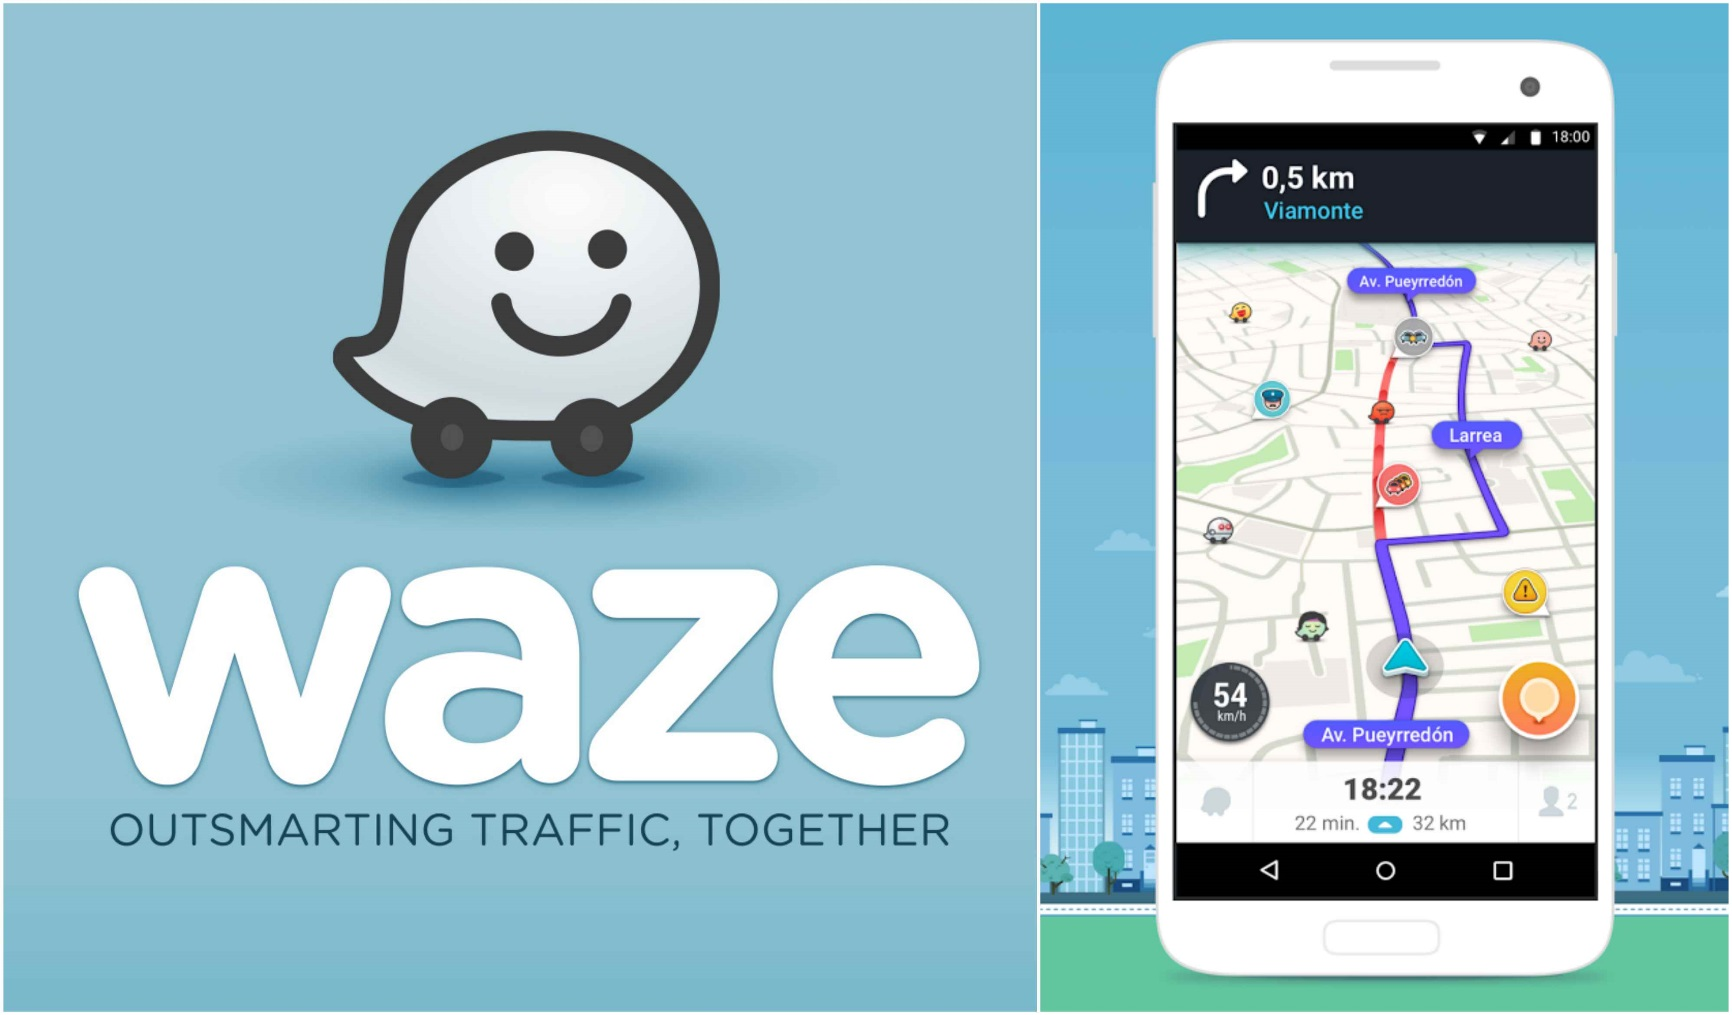 waze
OUTSMARTING TRAFFIC, TOGETHER
18:00
0,5 km
Viamonte
Av. Pueyrredón
Larrea
54
km/h
Av. Pueyrredón
18:22
22 min. 32 km
2